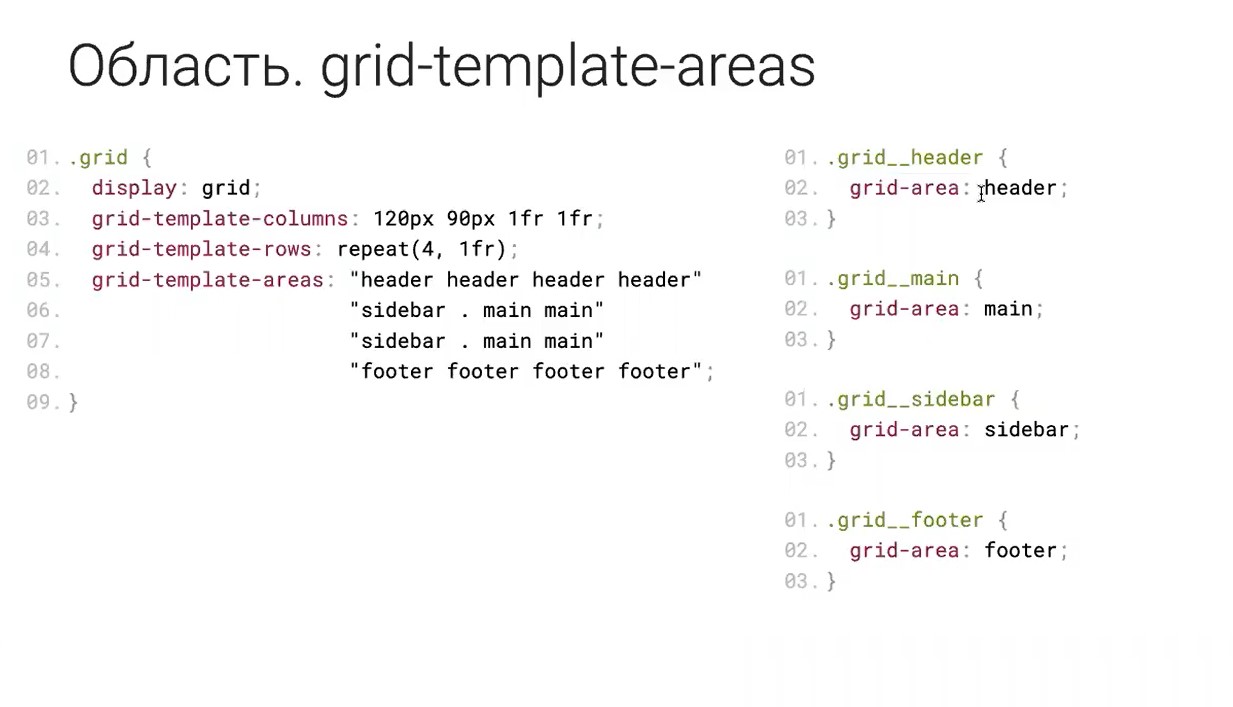 Область. grid-template-areas
01. .grid {
02. display: grid;
03. grid-template-columns: 120px 90px 1fr 1fr;
04. grid-template-rows: repeat(4, 1fr);
05. grid-template-areas: "header header header header"
06. "sidebar . main main"
07. "sidebar . main main"
08. "footer footer footer footer";
09. }
01. .grid__header {
02. grid-area: header;
03. }
01. .grid__main {
02. grid-area: main;
03. }
01. .grid__sidebar {
02. grid-area: sidebar;
03. }
01. .grid__footer {
02. grid-area: footer;
03. }